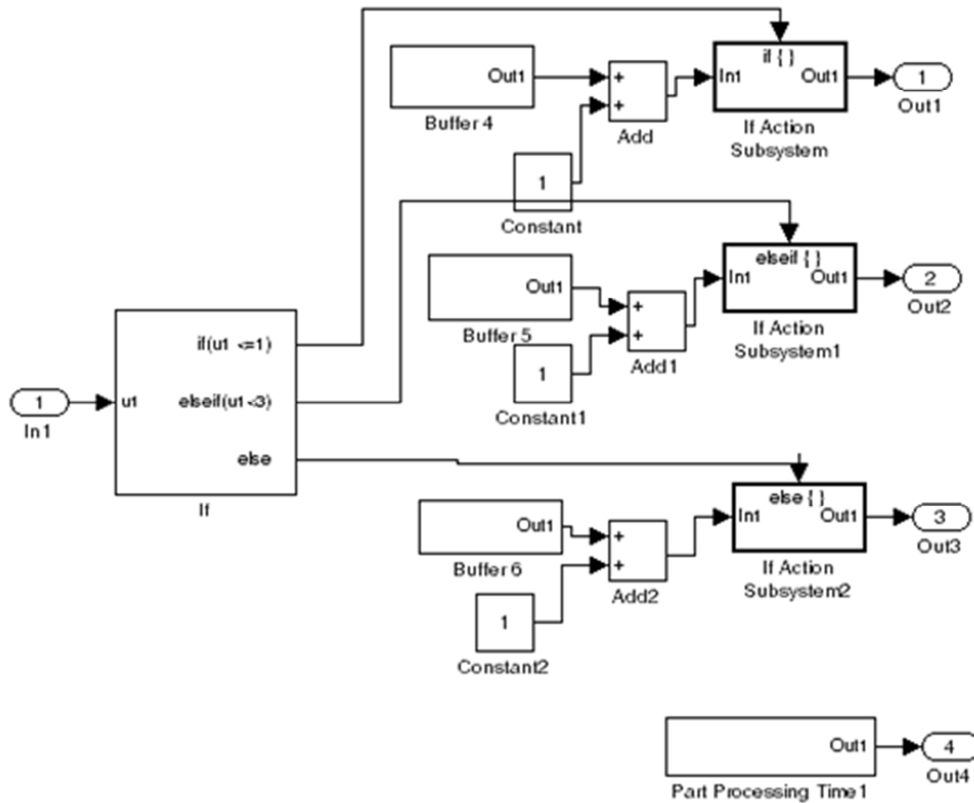 if { }
Out1
In1
Out1
1
Out1
Buffer 4
+
+
Add
If Action
Subsystem
1
Constant
elseif { }
Out1
In1
Out1
2
Out2
Buffer 5
+
+
Add1
If Action
Subsystem1
1
Constant1
if(u1 <=1)
1
u1
elseif(u1<3)
In1
else
If
else { }
Out1
In1
Out1
3
Out3
Buffer 6
+
+
Add2
If Action
Subsystem2
1
Constant2
Out1
4
Out4
Part Processing Time1